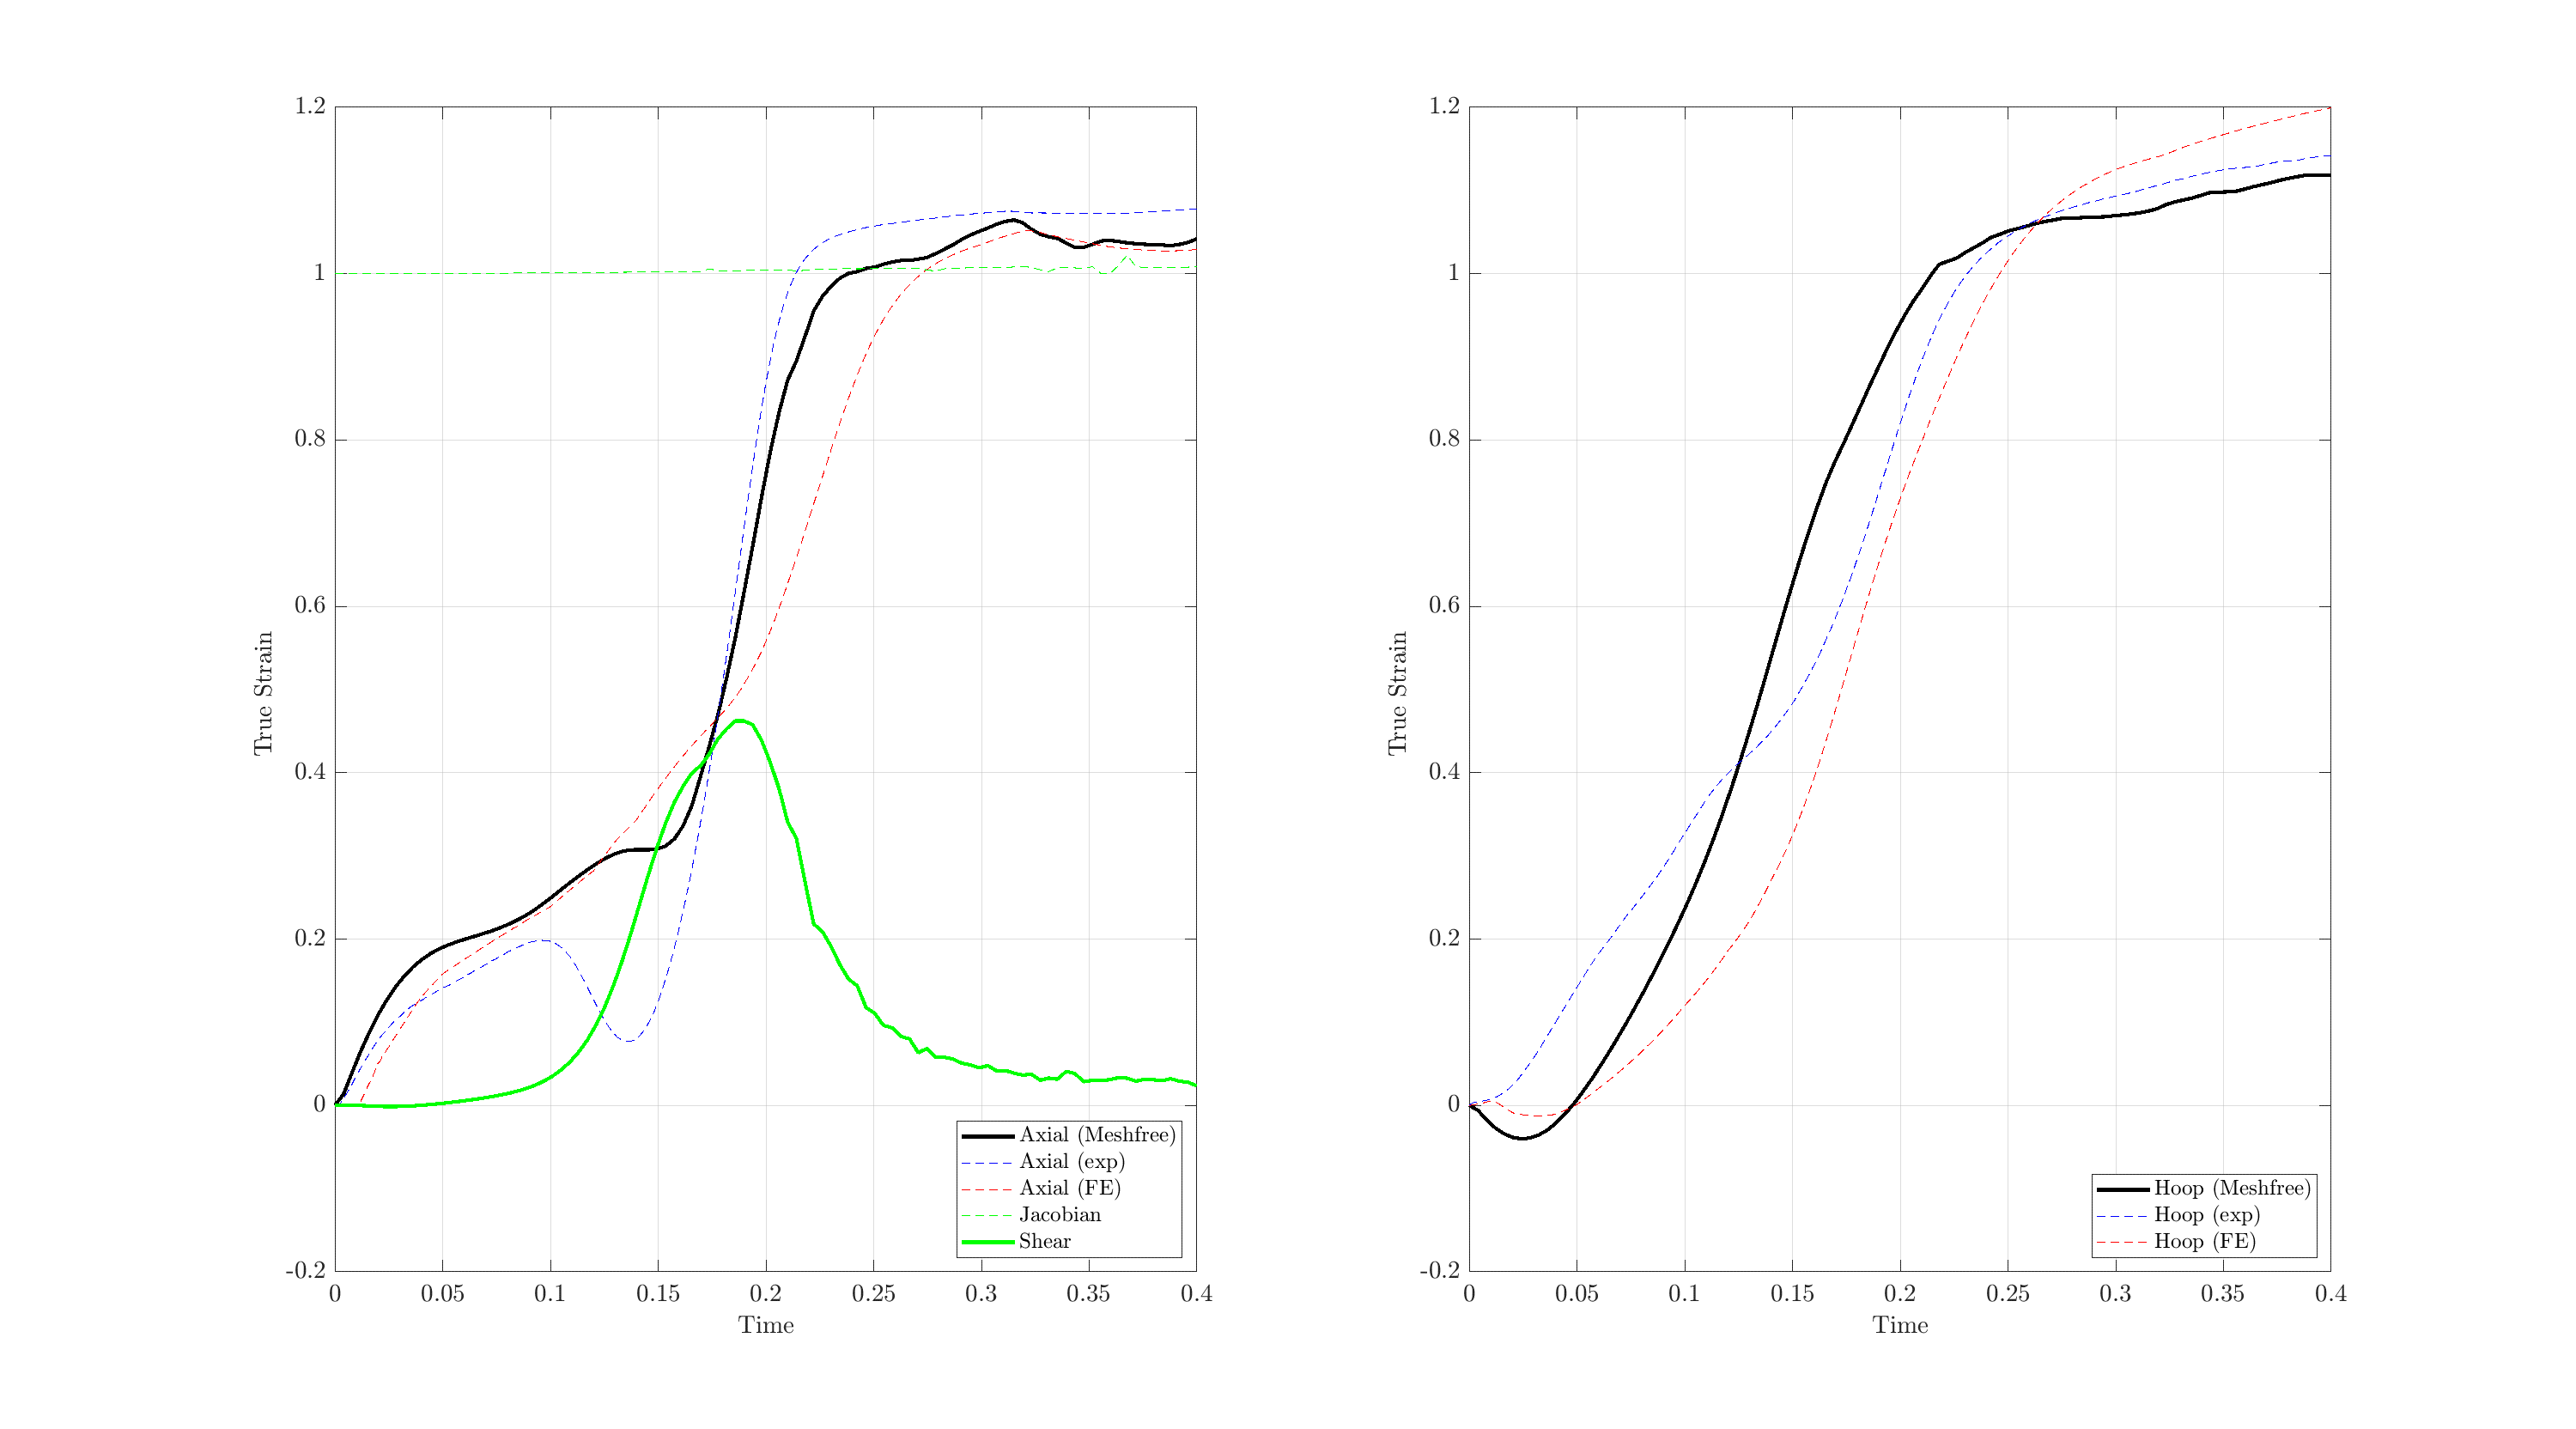 1.2
1
0.8
0.6
0.4
0.2
0
-0.2
True Strain
0 0.05 0.1 0.15 0.2 0.25 0.3 0.35 0.4
Time
Axial (Meshfree)
Axial (exp)
Axial (FE)
Jacobian
Shear
1.2
1
0.8
0.6
0.4
0.2
0
-0.2
True Strain
0 0.05 0.1 0.15 0.2 0.25 0.3 0.35 0.4
Time
Hoop (Meshfree)
Hoop (exp)
Hoop (FE)